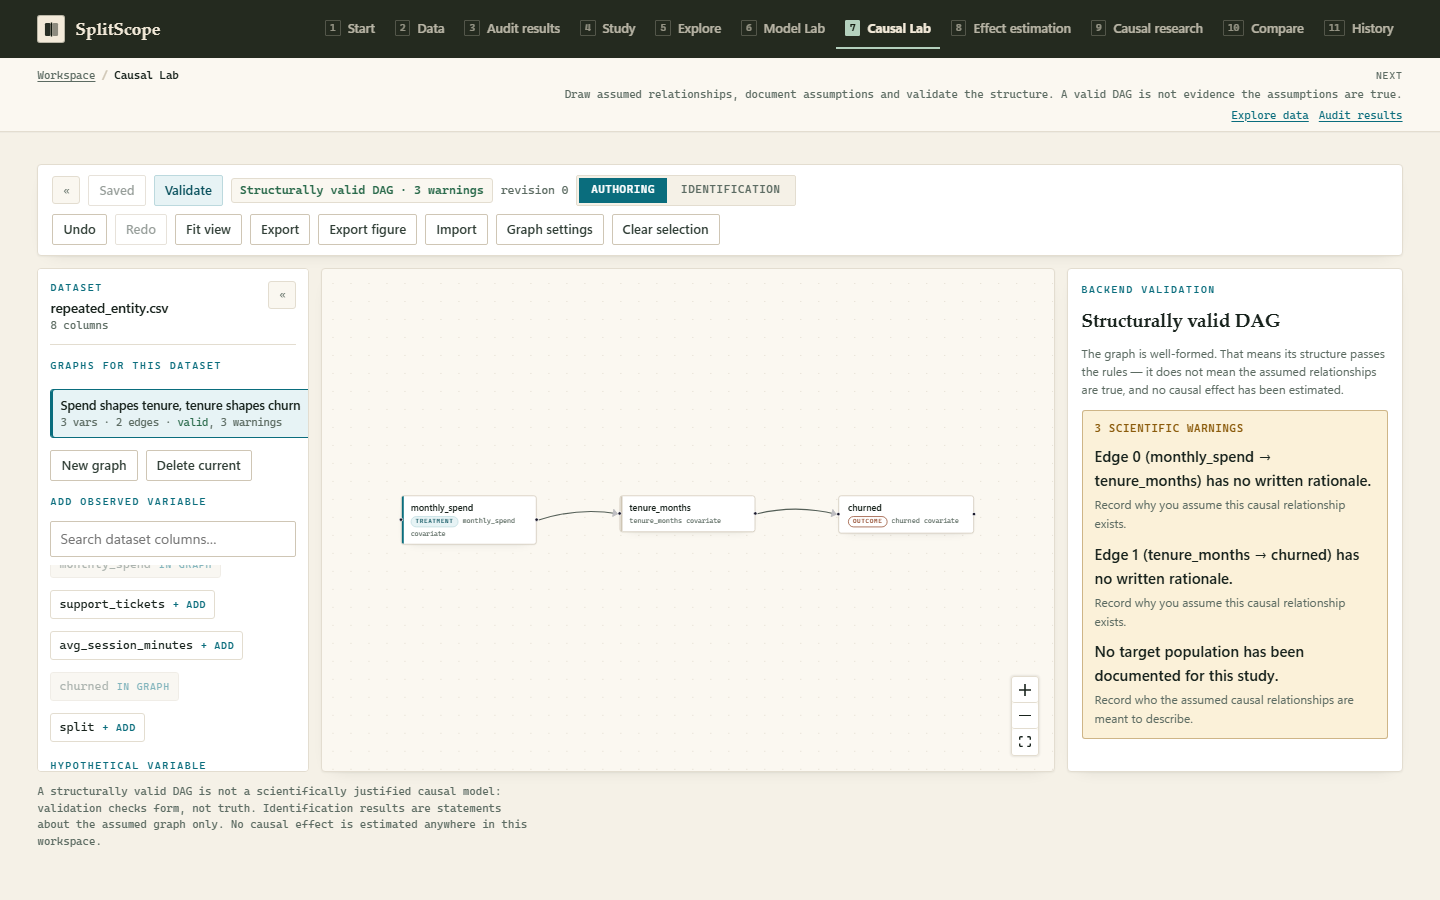 SplitScope
1 Start
2 Data
3 Audit results
4 Study
5 Explore
6 Model Lab
7 Causal Lab
8 Effect estimation
9 Causal research
10 Compare
11 History
Workspace / Causal Lab
NEXT
Draw assumed relationships, document assumptions and validate the structure. A valid DAG is not evidence the assumptions are true.
Explore data Audit results
« Saved Validate Structurally valid DAG · 3 warnings revision 0 AUTHORING IDENTIFICATION
Undo Redo Fit view Export Export figure Import Graph settings Clear selection
DATASET
«
repeated_entity.csv
8 columns
GRAPHS FOR THIS DATASET
Spend shapes tenure, tenure shapes churn
3 vars · 2 edges · valid, 3 warnings
New graph Delete current
ADD OBSERVED VARIABLE
Search dataset columns...
monthly_spend IN GRAPH
support_tickets + ADD
avg_session_minutes + ADD
churned IN GRAPH
split + ADD
HYPOTHETICAL VARIABLE
monthly_spend
TREATMENT monthly_spend
covariate
tenure_months
tenure_months covariate
churned
OUTCOME churned covariate
BACKEND VALIDATION
Structurally valid DAG
The graph is well-formed. That means its structure passes
the rules — it does not mean the assumed relationships
are true, and no causal effect has been estimated.
3 SCIENTIFIC WARNINGS
Edge 0 (monthly_spend →
tenure_months) has no written rationale.
Record why you assume this causal relationship
exists.
Edge 1 (tenure_months → churned) has
no written rationale.
Record why you assume this causal relationship
exists.
No target population has been
documented for this study.
Record who the assumed causal relationships are
meant to describe.
A structurally valid DAG is not a scientifically justified causal model:
validation checks form, not truth. Identification results are statements
about the assumed graph only. No causal effect is estimated anywhere in this
workspace.